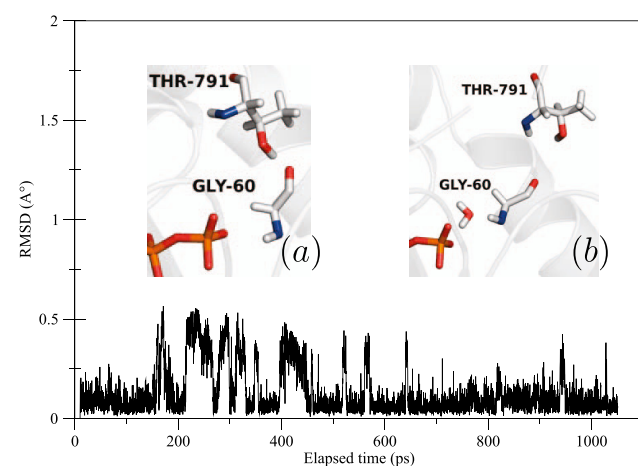 2
1.5
1
0.5
0
RMSD (A°)
THR-791
GLY-60
(a)
THR-791
GLY-60
(b)
0
200
400
600
800
1000
Elapsed time (ps)